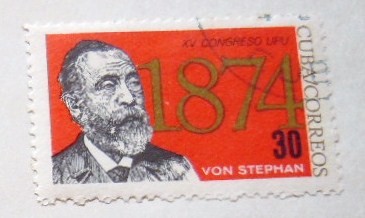 XV CONGRESO UPU
1874
30
VON STEPHAN
CUBA CORREOS